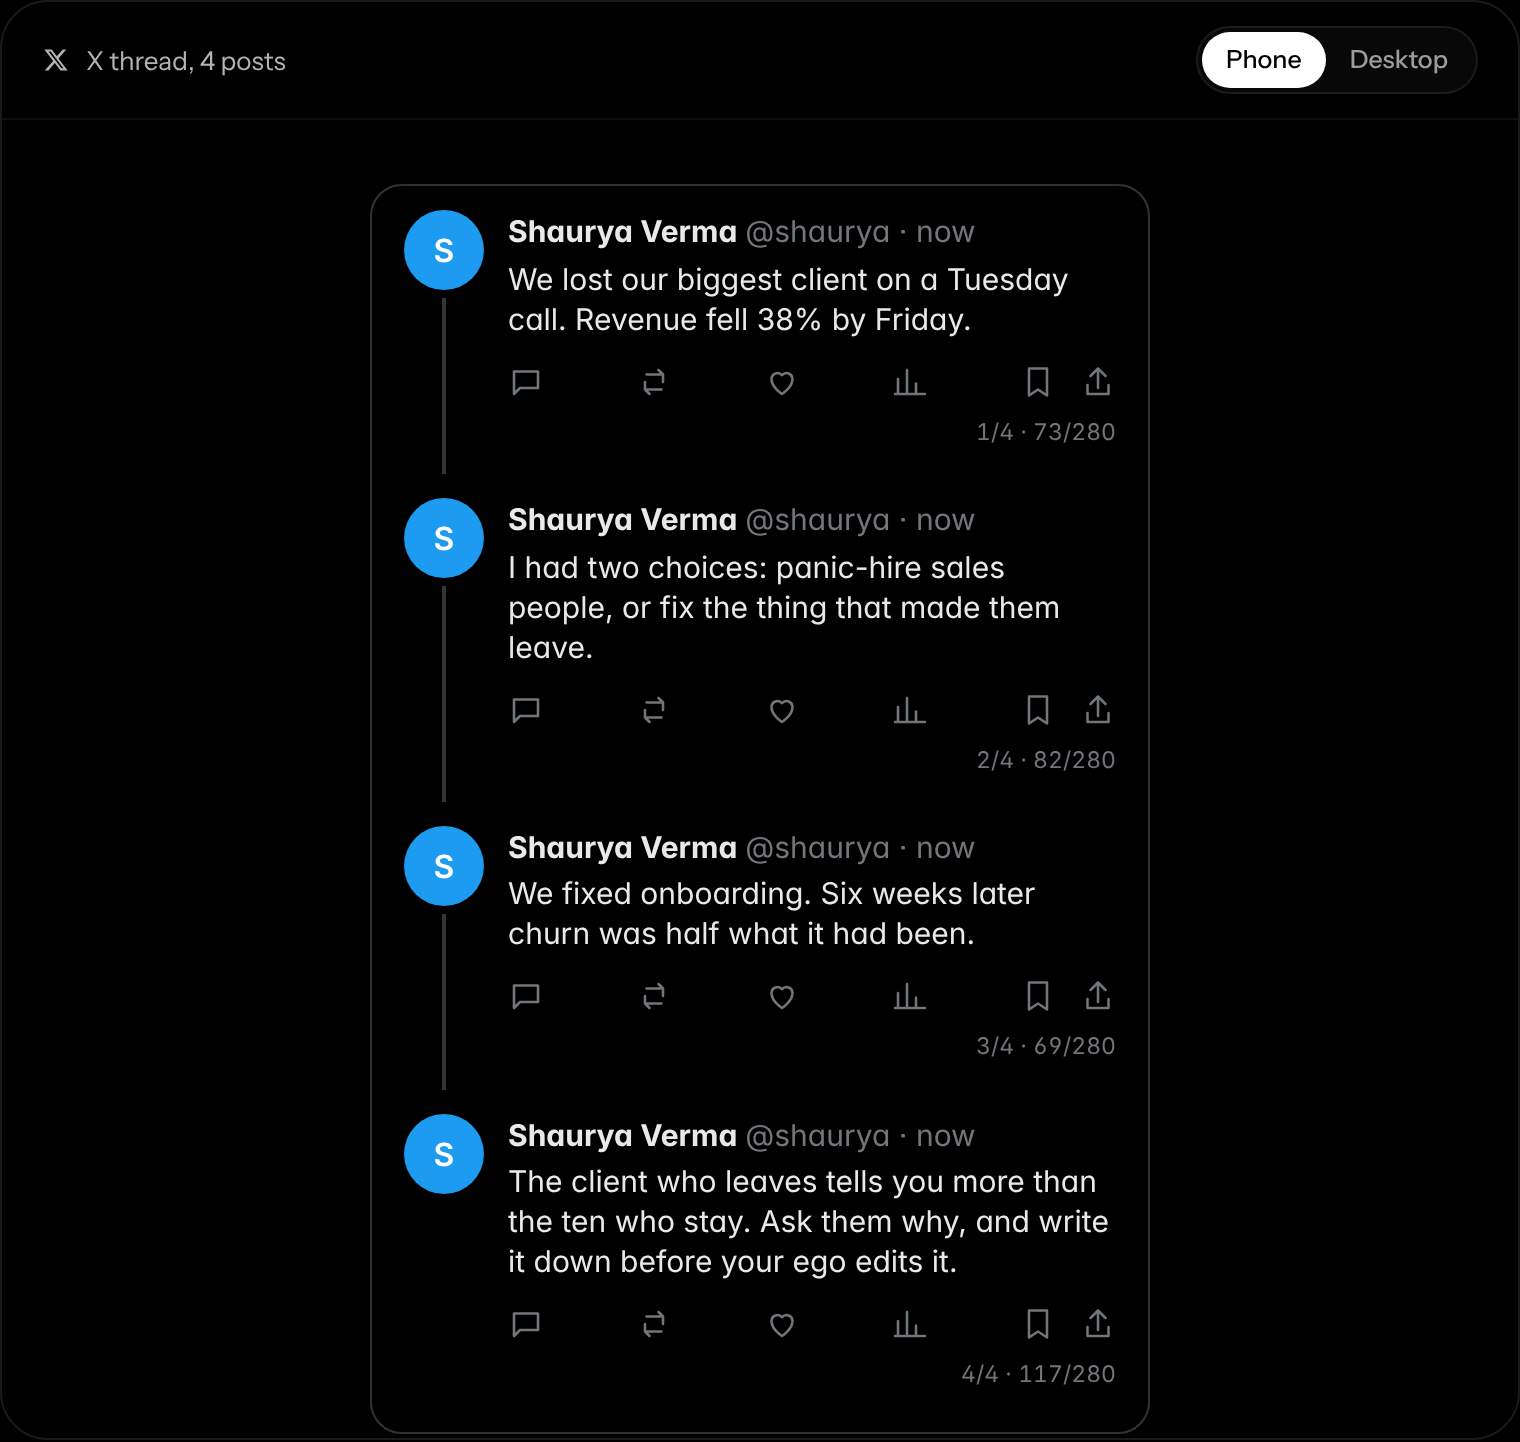 X thread, 4 posts
Phone
Desktop
S
Shaurya Verma @shaurya · now
We lost our biggest client on a Tuesday
call. Revenue fell 38% by Friday.
1/4 · 73/280
S
Shaurya Verma @shaurya · now
I had two choices: panic-hire sales
people, or fix the thing that made them
leave.
2/4 · 82/280
S
Shaurya Verma @shaurya · now
We fixed onboarding. Six weeks later
churn was half what it had been.
3/4 · 69/280
S
Shaurya Verma @shaurya · now
The client who leaves tells you more than
the ten who stay. Ask them why, and write
it down before your ego edits it.
4/4 · 117/280